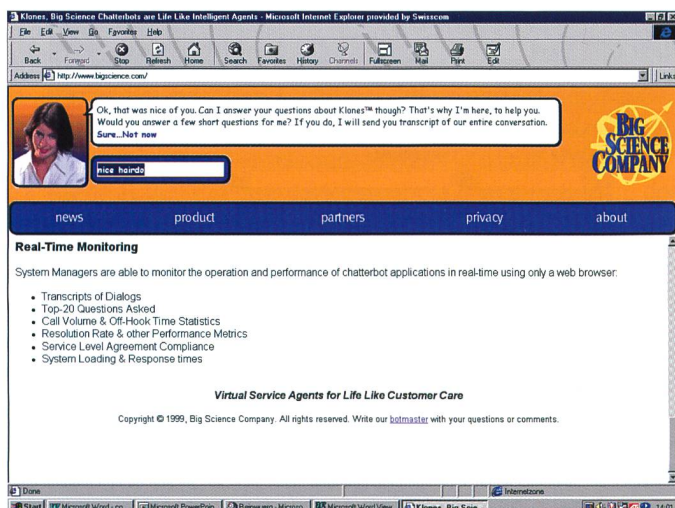 Klones, Big Science Chatterbots are Life Like Intelligent Agents - Microsoft Internet Explorer provided by Swisscom
File Edit View Go Favorites Help
Back Forward Stop Refresh Home Search Favorites History Channels Fullscreen Mail Print Edit
Address http://www.bigscience.com/ Links
Ok, that was nice of you. Can I answer your questions about Klones™ though? That's why I'm here, to help you.
Would you answer a few short questions for me? If you do, I will send you transcript of our entire conversation.
Sure...Not now
nice hairdo
BIG
SCIENCE
COMPANY
news product partners privacy about
Real-Time Monitoring
System Managers are able to monitor the operation and performance of chatterbot applications in real-time using only a web browser:
• Transcripts of Dialogs
• Top-20 Questions Asked
• Call Volume & Off-Hook Time Statistics
• Resolution Rate & other Performance Metrics
• Service Level Agreement Compliance
• System Loading & Response times
Virtual Service Agents for Life Like Customer Care
Copyright © 1999, Big Science Company. All rights reserved. Write our botmaster with your questions or comments.
Done Internetzone
Start Microsoft Word - co... Microsoft PowerPoin... Microsoft Word View Klones, Big Scie... 14:01